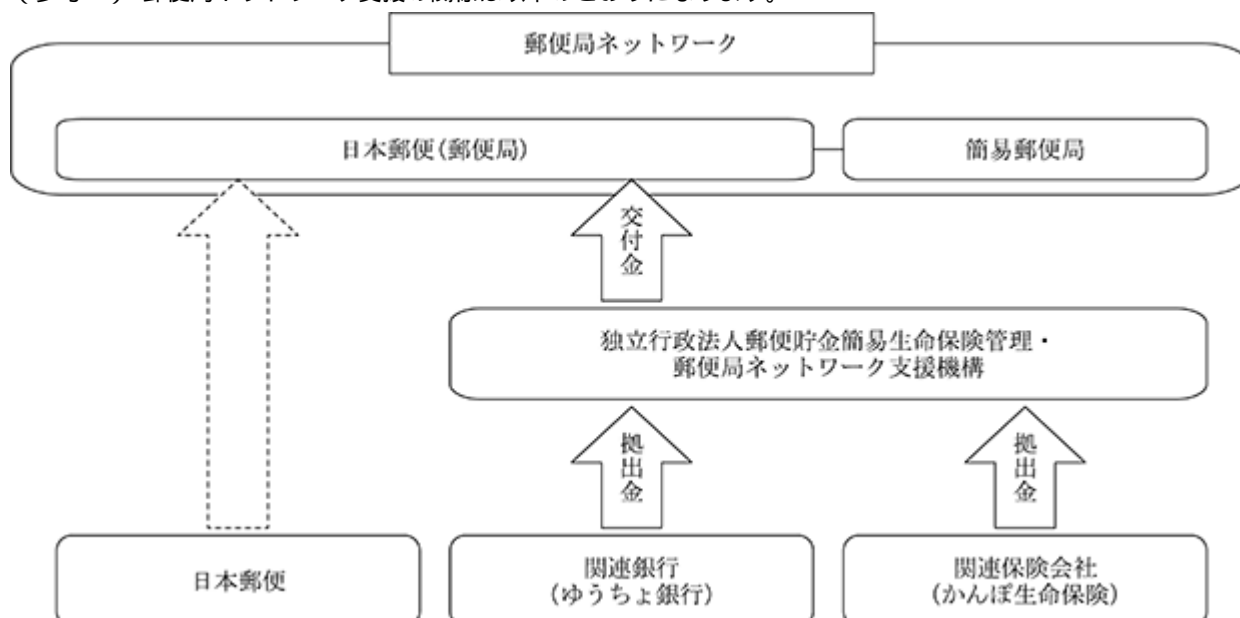 郵便局ネットワーク
日本郵便(郵便局)
簡易郵便局
交付金
独立行政法人郵便貯金簡易生命保険管理・
郵便局ネットワーク支援機構
拠出金
拠出金
日本郵便
関連銀行
(ゆうちょ銀行)
関連保険会社
(かんぽ生命保険)